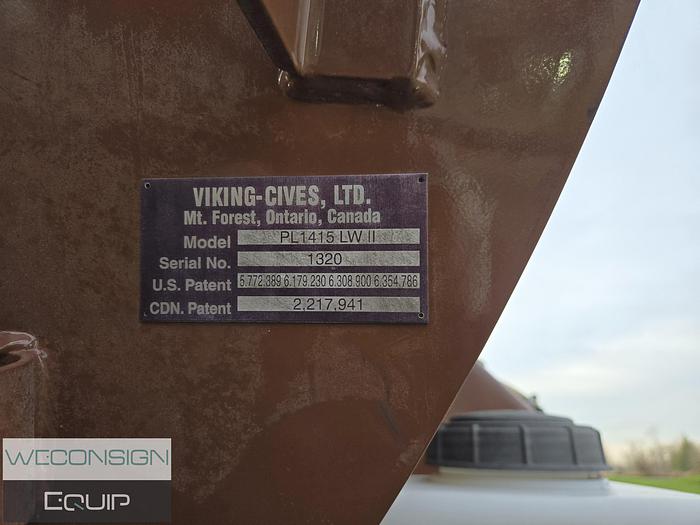 VIKING-CIVES, LTD.
Mt. Forest, Ontario, Canada
Model PL1415 LW II
Serial No. 1320
U.S. Patent 5.772.389 6.179.230 6.308.900 6.354.786
CDN. Patent 2,217,941
WECONSIGN
EQUIP